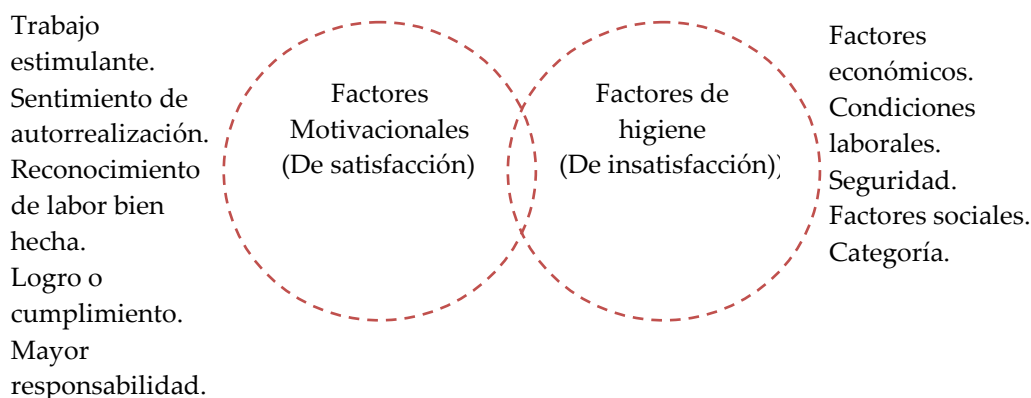 Trabajo
estimulante.
Sentimiento de
autorrealización.
Reconocimiento
de labor bien
hecha.
Logro o
cumplimiento.
Mayor
responsabilidad.
Factores
Motivacionales
(De satisfacción)
Factores de
higiene
(De insatisfacción))
Factores
económicos.
Condiciones
laborales.
Seguridad.
Factores sociales.
Categoría.